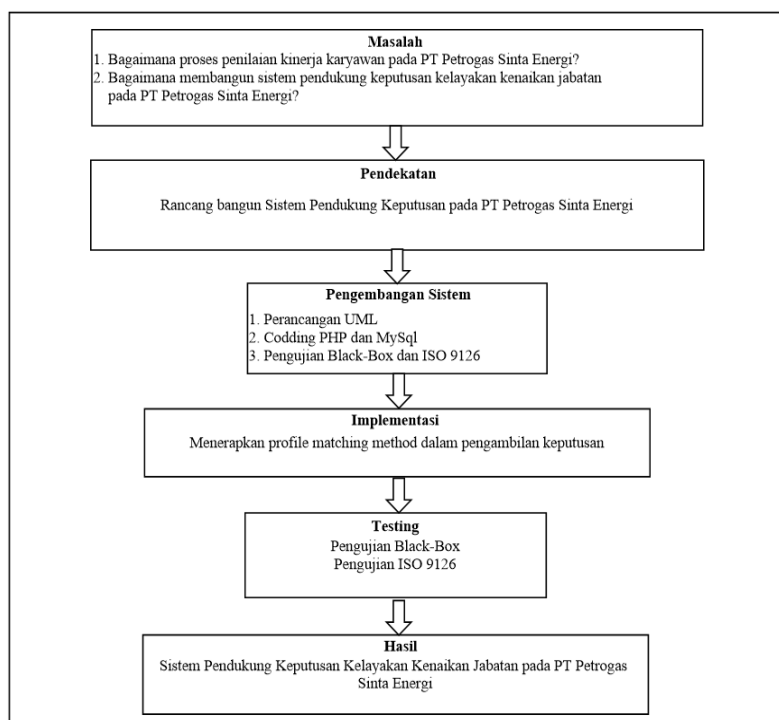 Masalah
1. Bagaimana proses penilaian kinerja karyawan pada PT Petrogas Sinta Energi?
2. Bagaimana membangun sistem pendukung keputusan kelayakan kenaikan jabatan
pada PT Petrogas Sinta Energi?
Pendekatan
Rancang bangun Sistem Pendukung Keputusan pada PT Petrogas Sinta Energi
Pengembangan Sistem
1. Perancangan UML
2. Codding PHP dan MySql
3. Pengujian Black-Box dan ISO 9126
Implementasi
Menerapkan profile matching method dalam pengambilan keputusan
Testing
Pengujian Black-Box
Pengujian ISO 9126
Hasil
Sistem Pendukung Keputusan Kelayakan Kenaikan Jabatan pada PT Petrogas
Sinta Energi